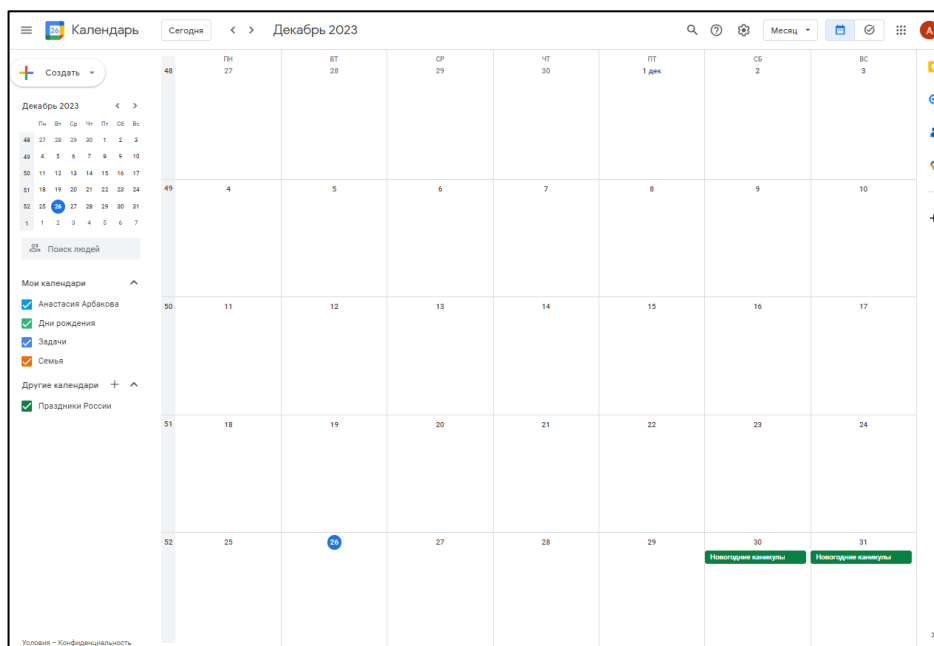 26 Календарь Сегодня Декабрь 2023 Месяц A
Создать
Декабрь 2023
Пн Вт Ср Чт Пт Сб Вс
48 27 28 29 30 1 2 3
49 4 5 6 7 8 9 10
50 11 12 13 14 15 16 17
51 18 19 20 21 22 23 24
52 25 26 27 28 29 30 31
1 1 2 3 4 5 6 7
Поиск людей
Мои календари
Анастасия Арбакова
Дни рождения
Задачи
Семья
Другие календари
Праздники России
Условия – Конфиденциальность
ПН ВТ СР ЧТ ПТ СБ ВС
48 27 28 29 30 1 дек 2 3
49 4 5 6 7 8 9 10
50 11 12 13 14 15 16 17
51 18 19 20 21 22 23 24
52 25 26 27 28 29 30 31
Новогодние каникулы Новогодние каникулы